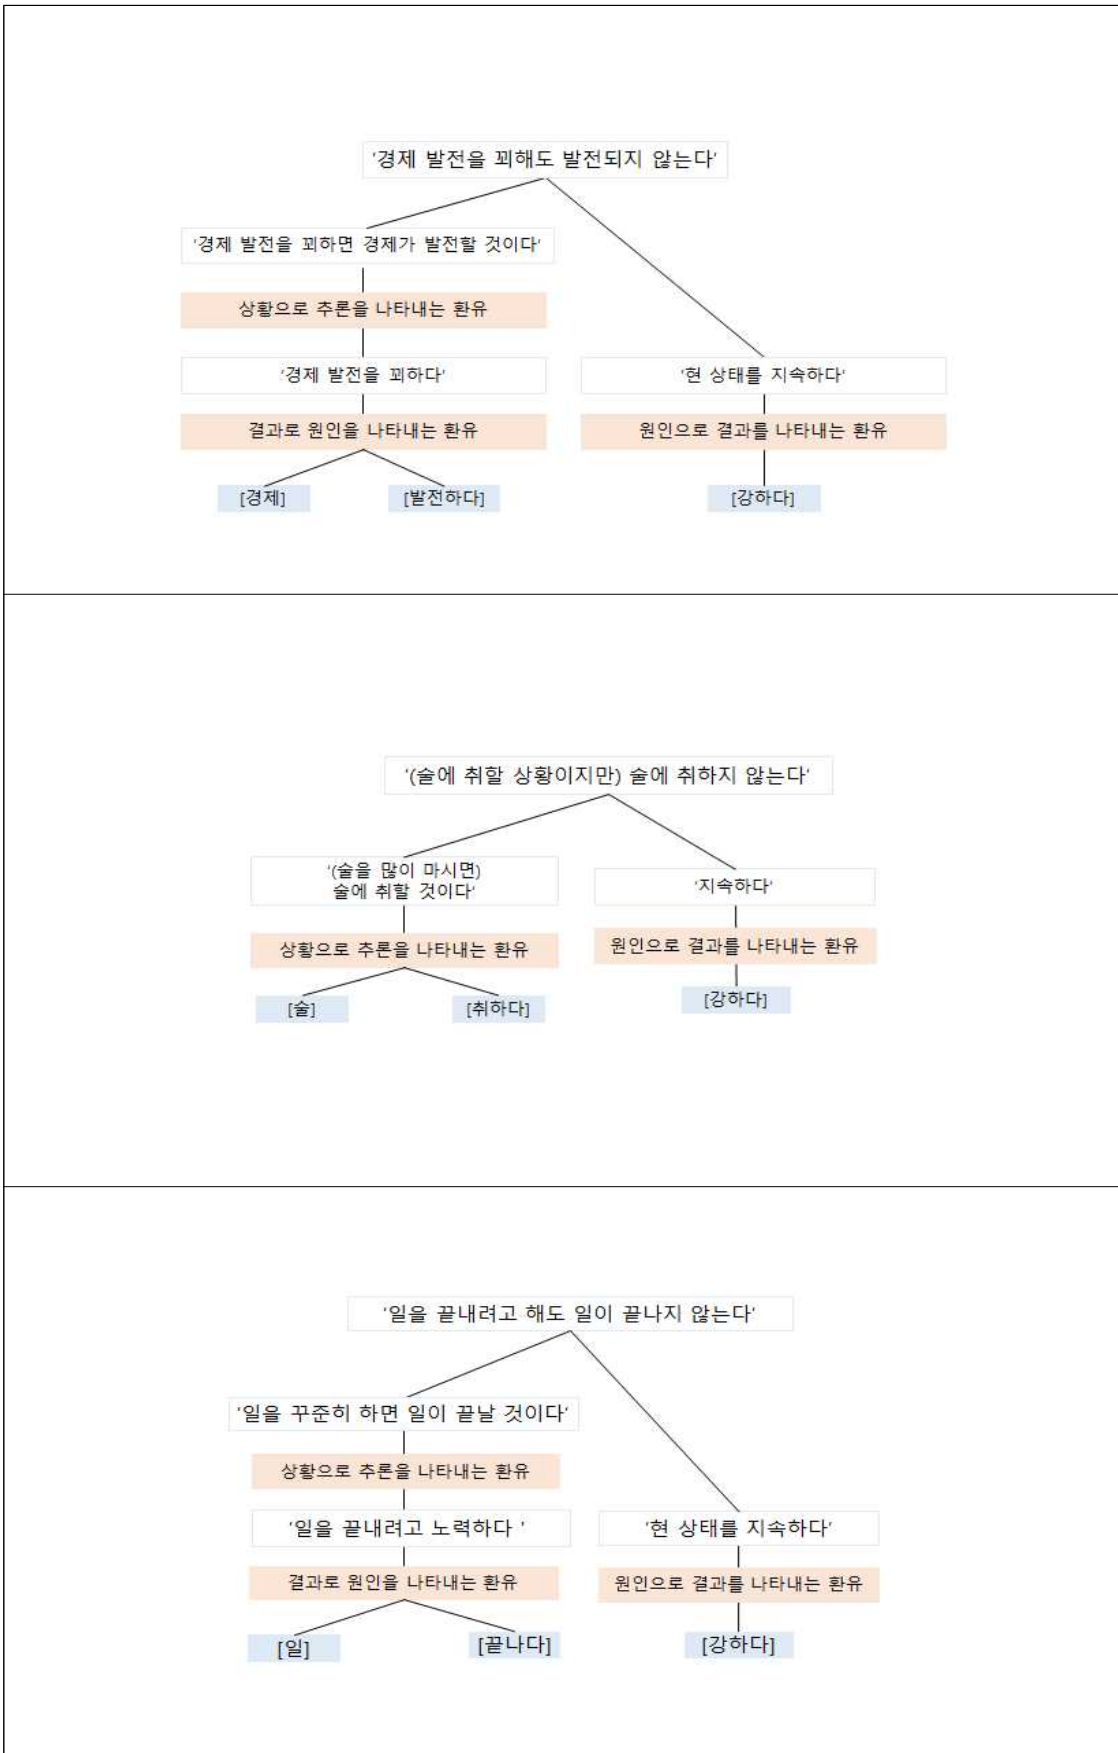 '경제 발전을 꾀해도 발전되지 않는다'
'경제 발전을 꾀하면 경제가 발전할 것이다'
상황으로 추론을 나타내는 환유
'경제 발전을 꾀하다'
'현 상태를 지속하다'
결과로 원인을 나타내는 환유
원인으로 결과를 나타내는 환유
[경제]
[발전하다]
[강하다]
'(술에 취할 상황이지만) 술에 취하지 않는다'
'(술을 많이 마시면)
술에 취할 것이다'
'지속하다'
상황으로 추론을 나타내는 환유
원인으로 결과를 나타내는 환유
[술]
[취하다]
[강하다]
'일을 끝내려고 해도 일이 끝나지 않는다'
'일을 꾸준히 하면 일이 끝날 것이다'
상황으로 추론을 나타내는 환유
'일을 끝내려고 노력하다 '
'현 상태를 지속하다'
결과로 원인을 나타내는 환유
원인으로 결과를 나타내는 환유
[일]
[끝나다]
[강하다]